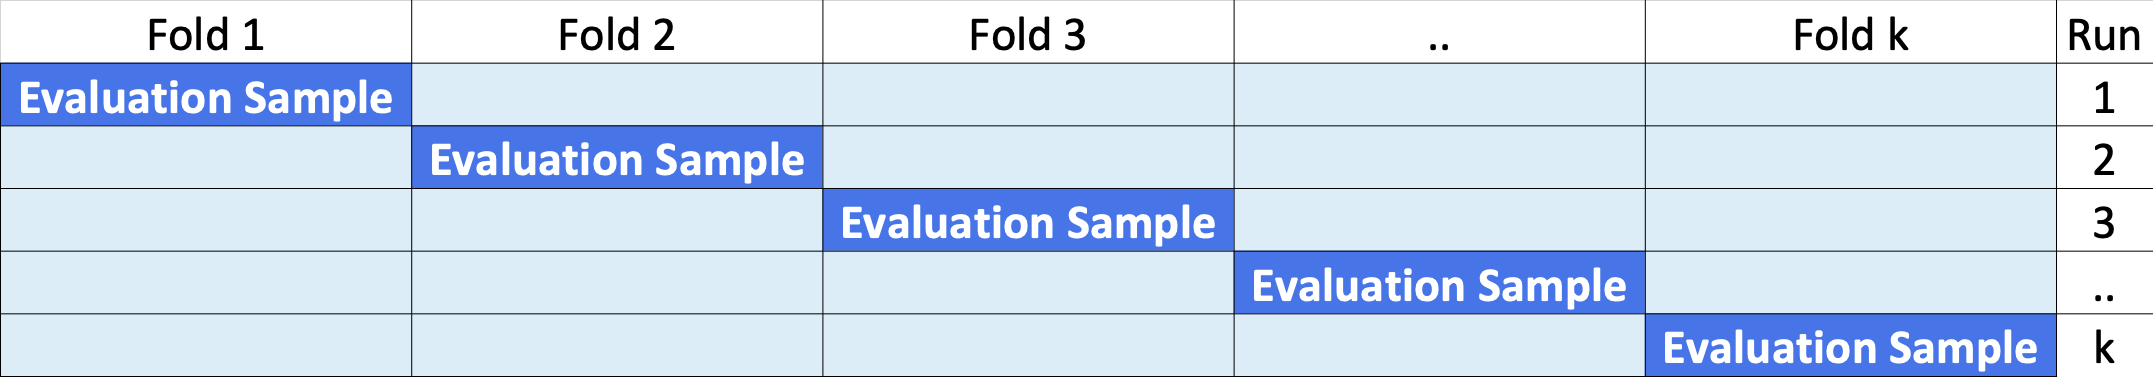 Fold 1 Fold 2 Fold 3 .. Fold k Run
Evaluation Sample 1
Evaluation Sample 2
Evaluation Sample 3
Evaluation Sample ..
Evaluation Sample k